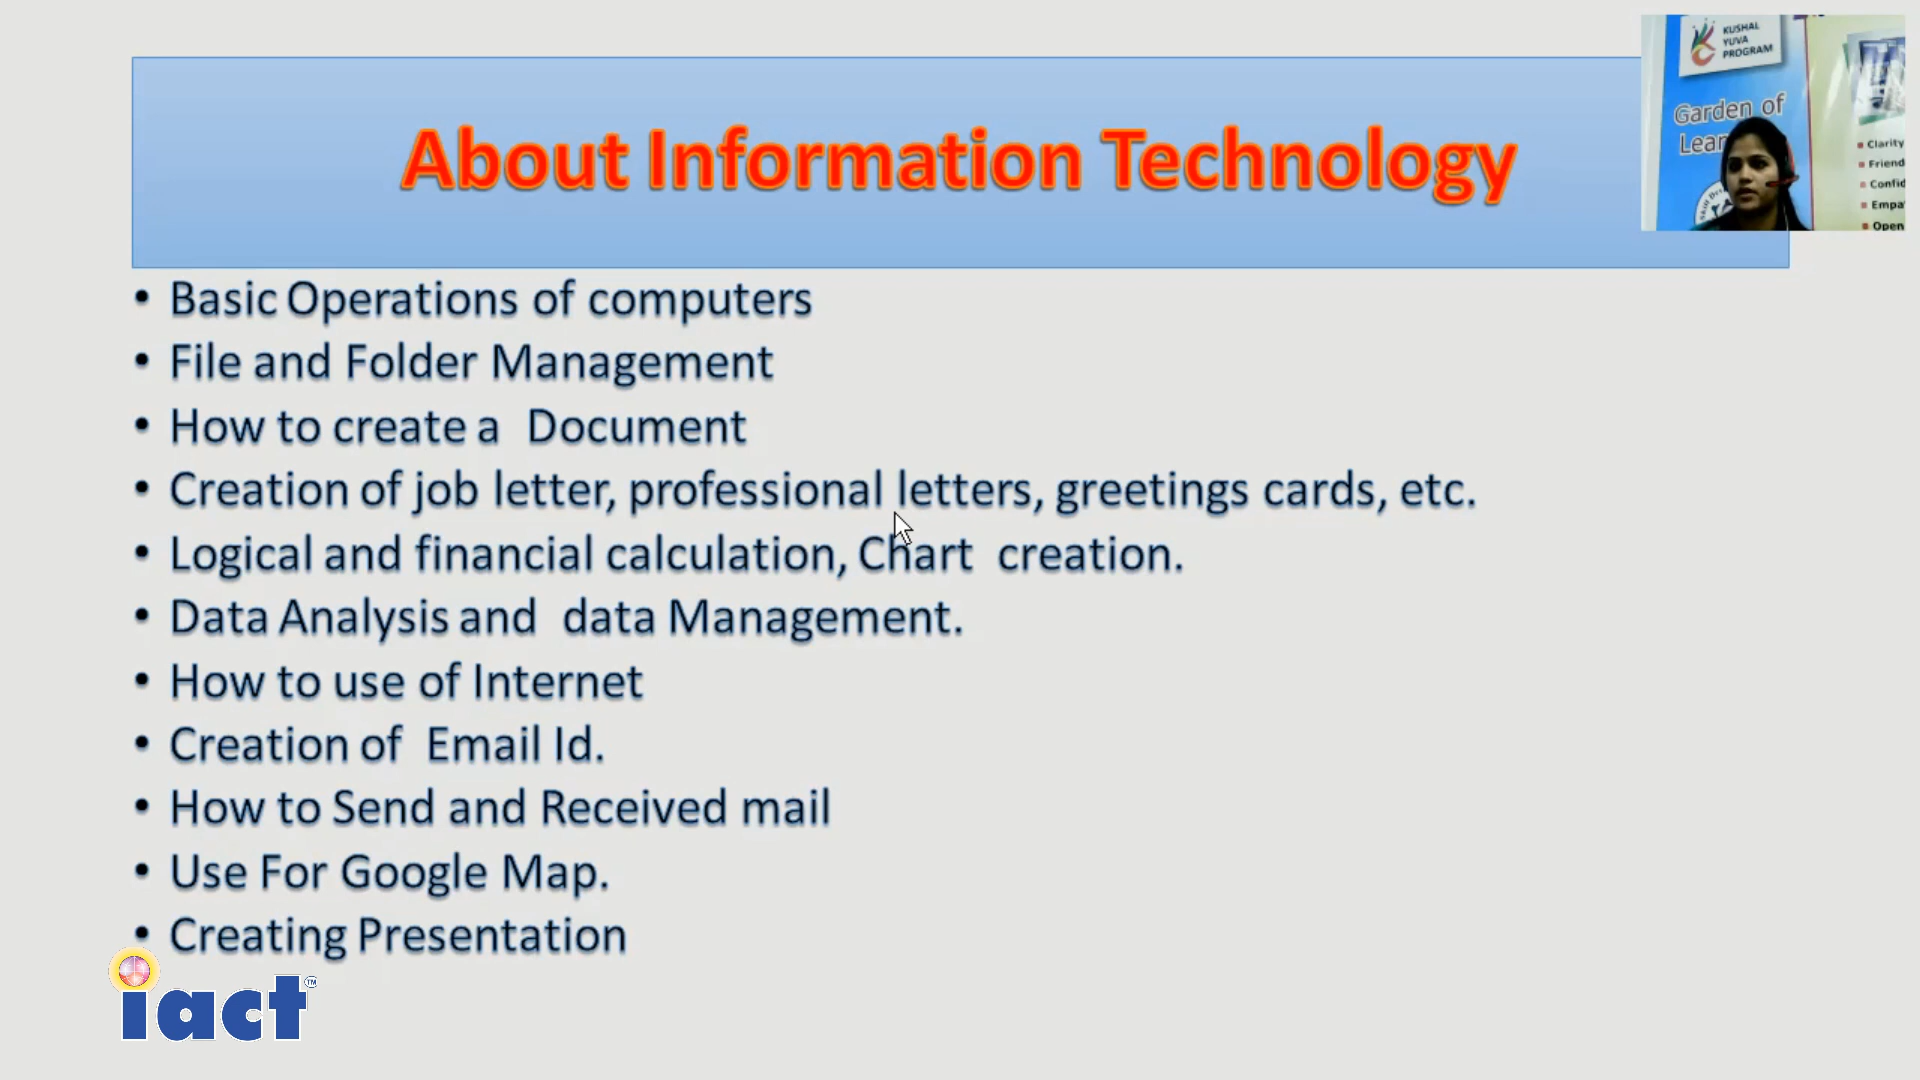 KUSHAL
YUVA
PROGRAM
Garden of
About Information Technology
Clarity
• Basic Operations of computers
• File and Folder Management
• How to create a Document
• Creation of job letter, professional letters, greetings cards, etc.
• Logical and financial calculation, Chart creation.
• Data Analysis and data Management.
• How to use of Internet
• Creation of Email Id.
• How to Send and Received mail
• Use For Google Map.
• Creating Presentation
iact™